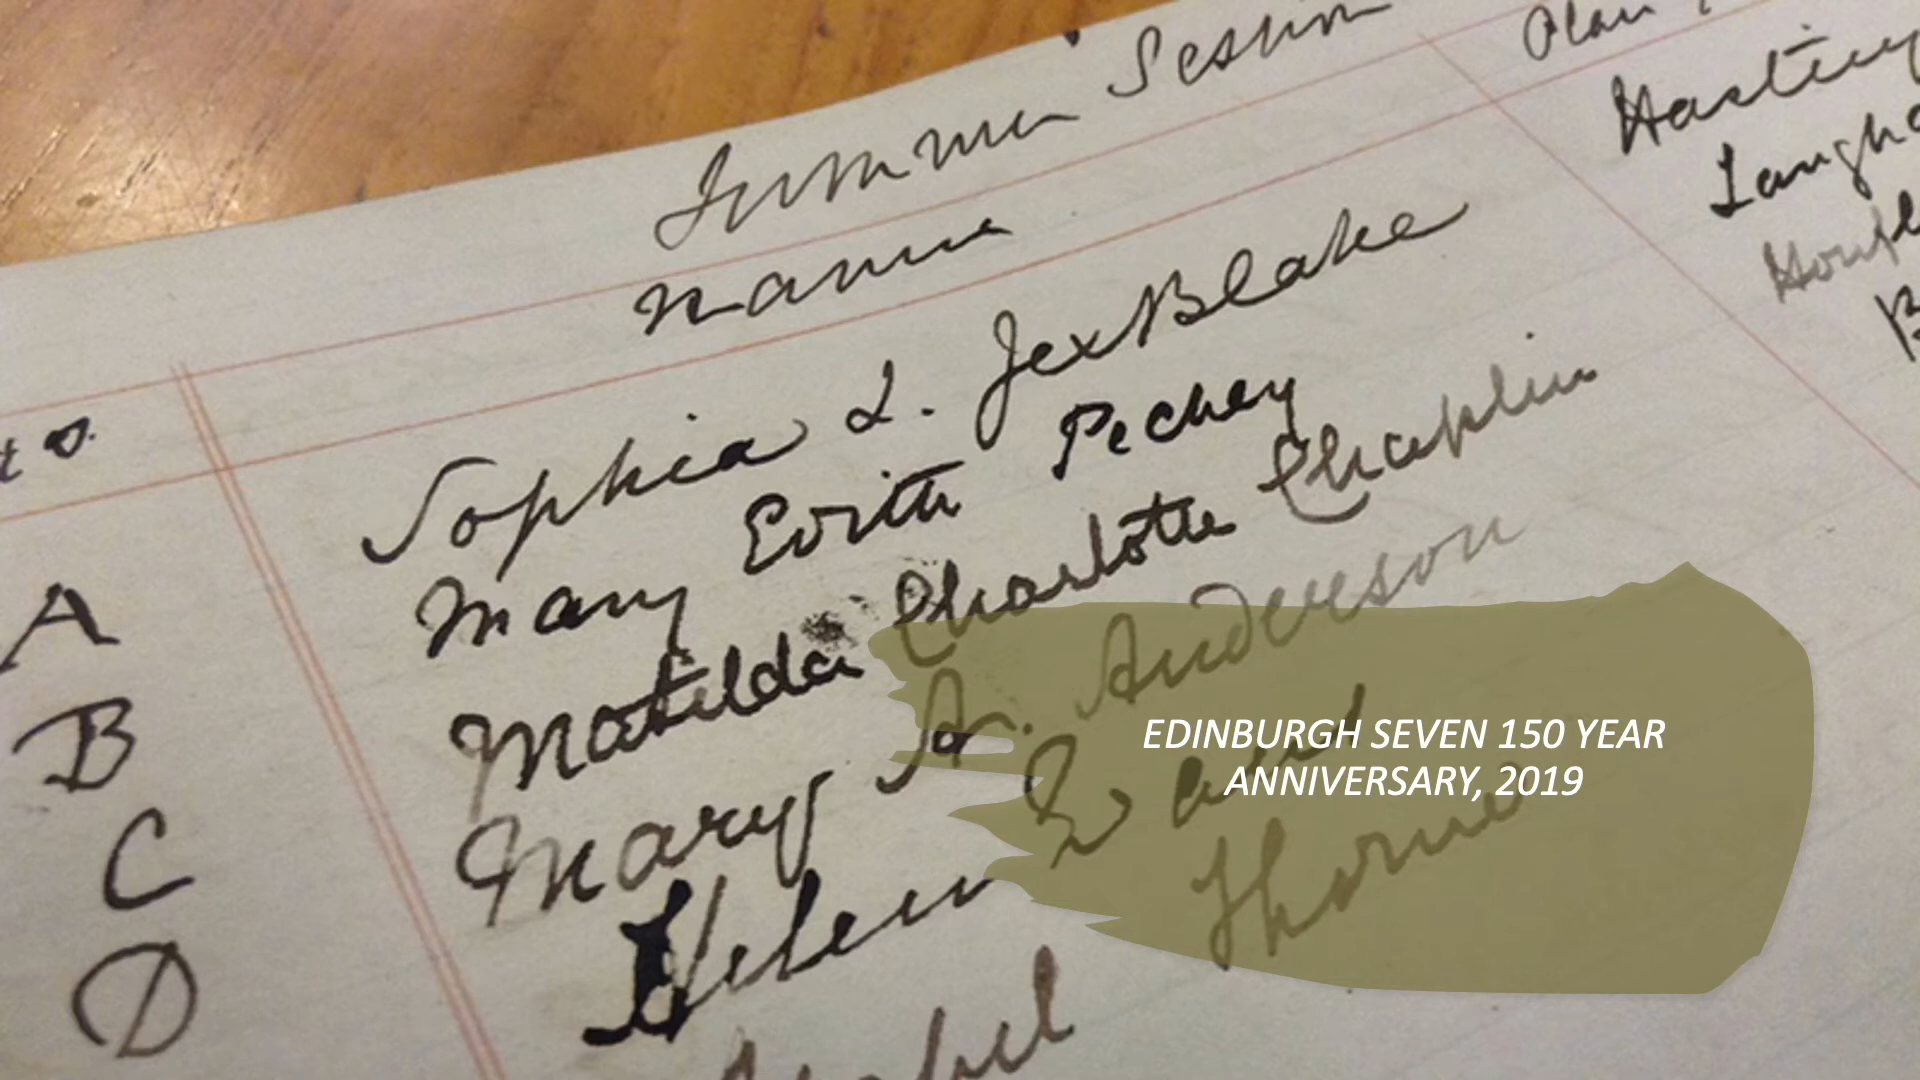 Summer Session
Name
Sophia L. Jex Blake
Mary Edith Pechey
Matilda Charlotte Chaplin
Mary A. Anderson
Helen Evans
Isabel Thorne
A
B
C
D
EDINBURGH SEVEN 150 YEAR
ANNIVERSARY, 2019